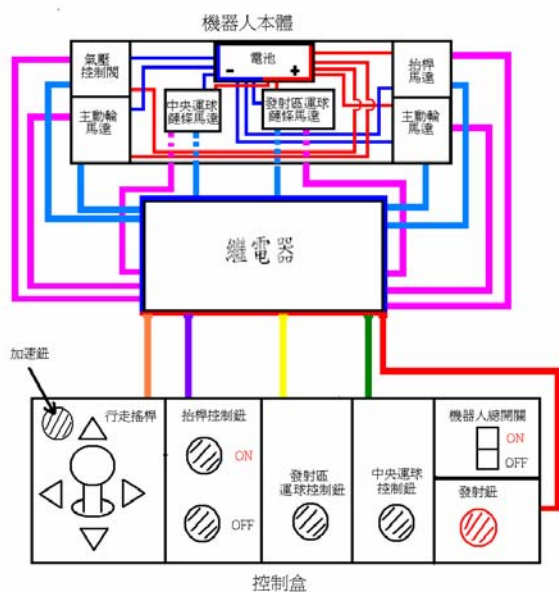 機器人本體
氣壓
控制閥
電池
- +
抬桿
馬達
主動輪
馬達
中央運球
鏈條馬達
發射區運球
鏈條馬達
主動輪
馬達
繼電器
加速鈕
行走搖桿
抬桿控制鈕
ON
OFF
發射區
運球控制鈕
中央運球
控制鈕
機器人總開關
ON
OFF
發射鈕
控制盒